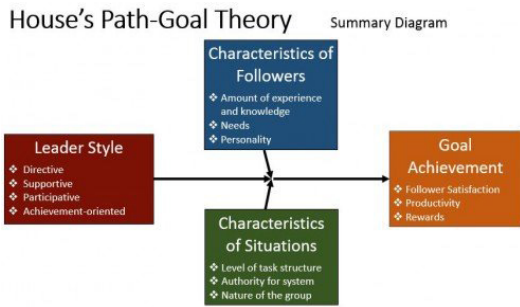 House's Path-Goal Theory
Summary Diagram
Characteristics of
Followers
❖ Amount of experience
and knowledge
❖ Needs
❖ Personality
Leader Style
❖ Directive
❖ Supportive
❖ Participative
❖ Achievement-oriented
Goal
Achievement
❖ Follower Satisfaction
❖ Productivity
❖ Rewards
Characteristics
of Situations
❖ Level of task structure
❖ Authority for system
❖ Nature of the group